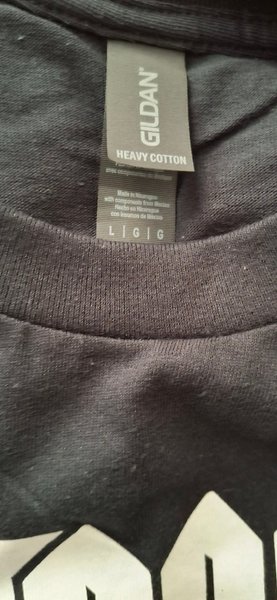 GILDAN®
HEAVY COTTON
Made in Nicaragua
with components from Mexico
Hecho en Nicaragua
con insumos de México
L | G | G